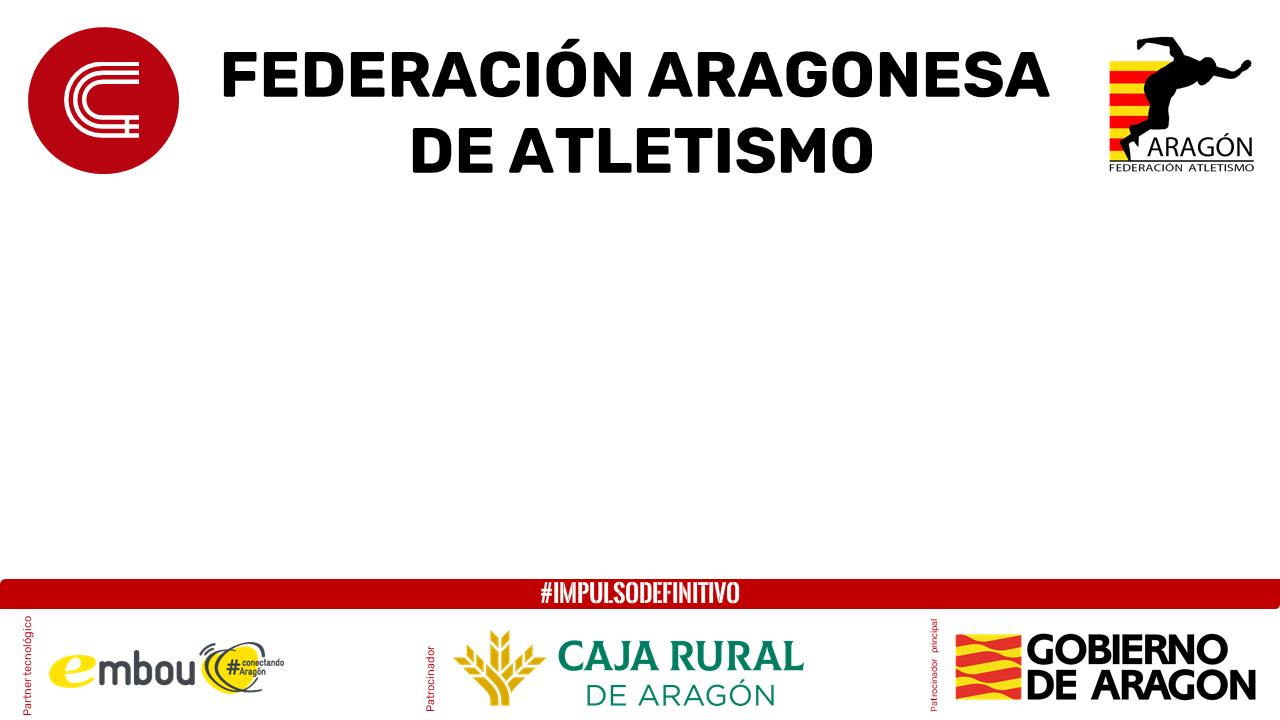 FEDERACIÓN ARAGONESA
DE ATLETISMO
ARAGÓN
FEDERACIÓN ATLETISMO
#IMPULSODEFINITIVO
Partner tecnológico
embou
#conectando
Aragón
Patrocinador
CAJA RURAL
DE ARAGÓN
Patrocinador principal
GOBIERNO
DE ARAGON